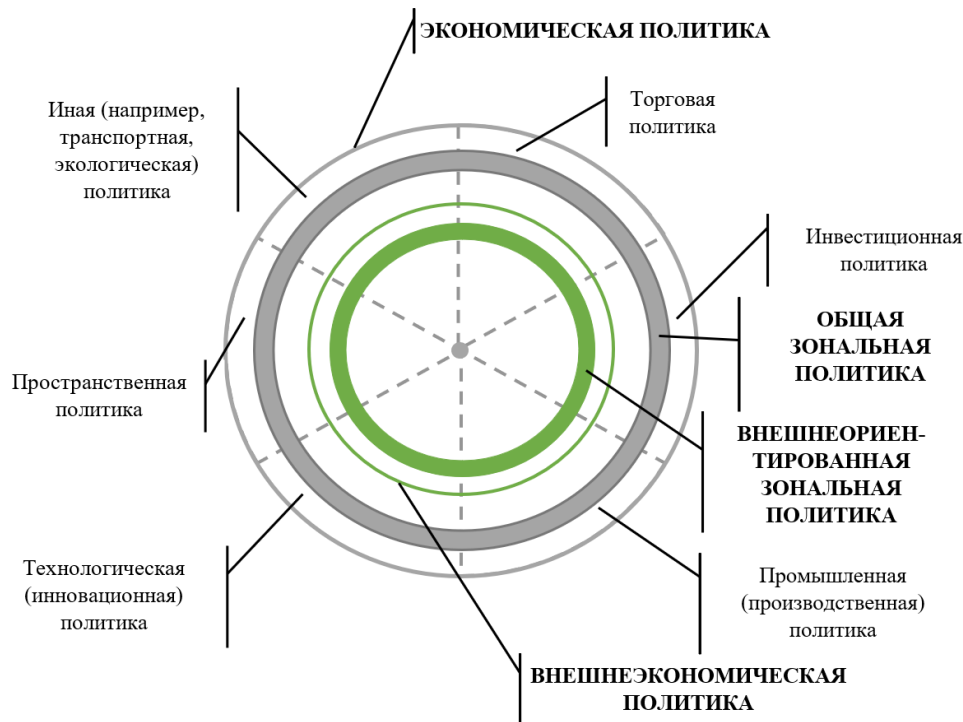 ЭКОНОМИЧЕСКАЯ ПОЛИТИКА
Иная (например,
транспортная,
экологическая)
политика
Торговая
политика
Инвестиционная
политика
ОБЩАЯ
ЗОНАЛЬНАЯ
ПОЛИТИКА
Пространственная
политика
ВНЕШНЕОРИЕН-
ТИРОВАННАЯ
ЗОНАЛЬНАЯ
ПОЛИТИКА
Технологическая
(инновационная)
политика
Промышленная
(производственная)
политика
ВНЕШНЕЭКОНОМИЧЕСКАЯ
ПОЛИТИКА